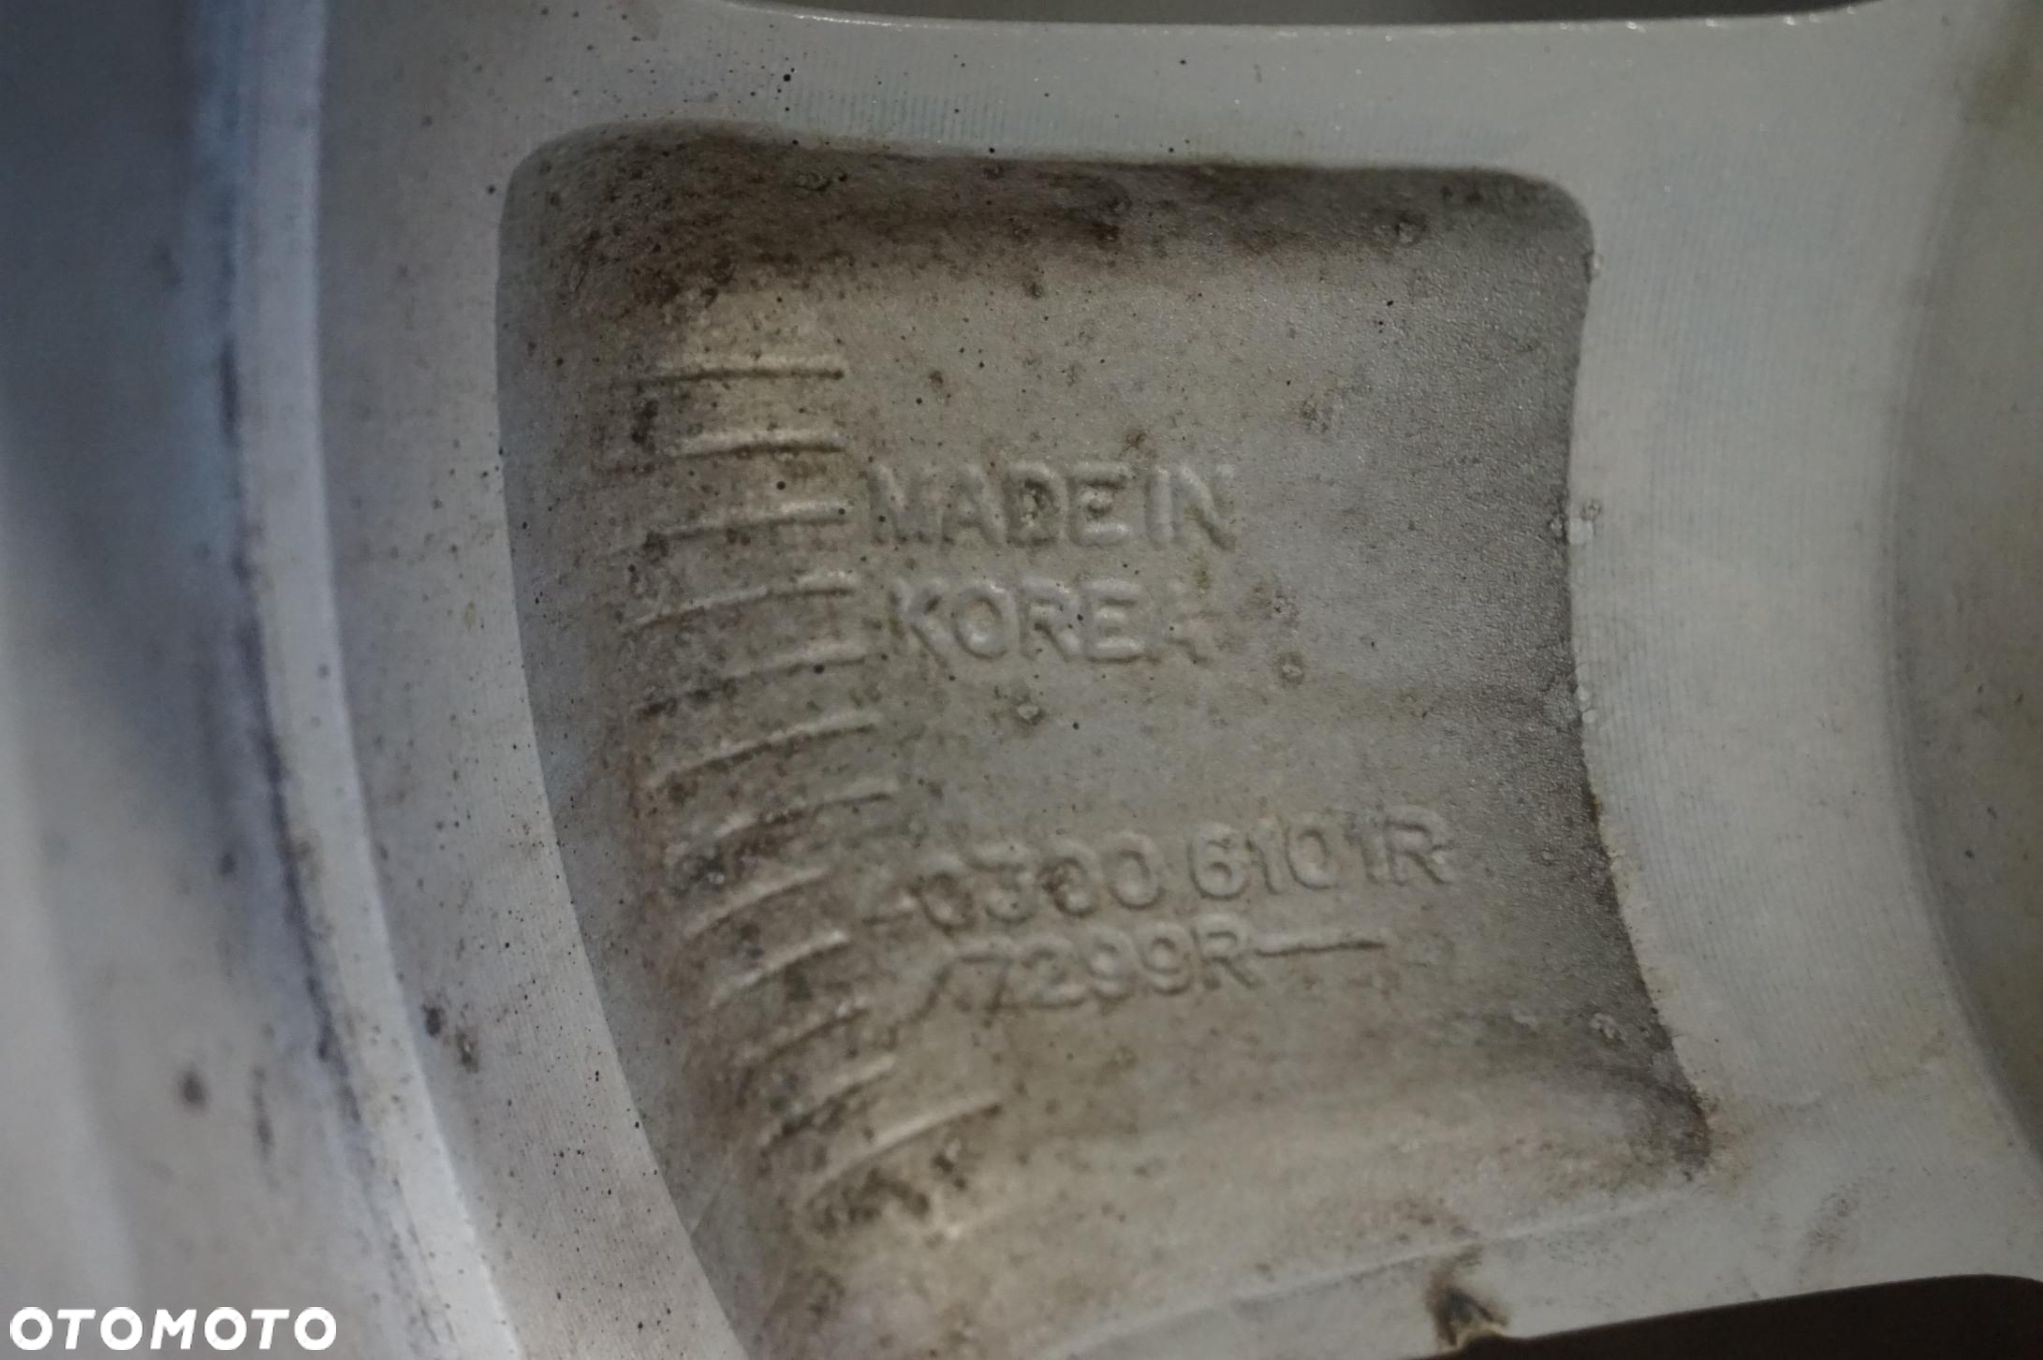 MADE IN
KOREA
0300 6101R
7299R
OTOMOTO